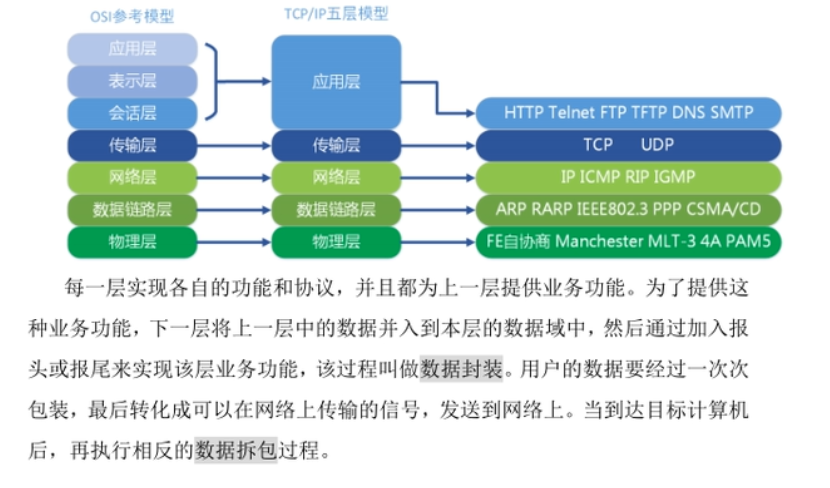 OSI参考模型
TCP/IP五层模型
应用层
表示层
会话层
传输层
网络层
数据链路层
物理层
应用层
传输层
网络层
数据链路层
物理层
HTTP Telnet FTP TFTP DNS SMTP
TCP UDP
IP ICMP RIP IGMP
ARP RARP IEEE802.3 PPP CSMA/CD
FE自协商 Manchester MLT-3 4A PAM5
每一层实现各自的功能和协议，并且都为上一层提供业务功能。为了提供这
种业务功能，下一层将上一层中的数据并入到本层的数据域中，然后通过加入报
头或报尾来实现该层业务功能，该过程叫做数据封装。用户的数据要经过一次次
包装，最后转化成可以在网络上传输的信号，发送到网络上。当到达目标计算机
后，再执行相反的数据拆包过程。